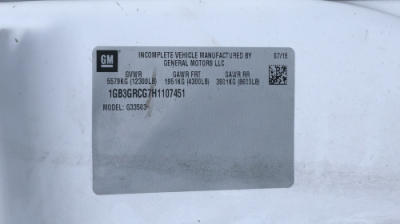 GM
INCOMPLETE VEHICLE MANUFACTURED BY
07/16
GENERAL MOTORS LLC
GVWR GAWR FRT GAWR RR
5579KG (12300LB) 1951KG (4300LB) 3901KG (8600LB)
1GB3GRCG7H1107451
MODEL: G33503